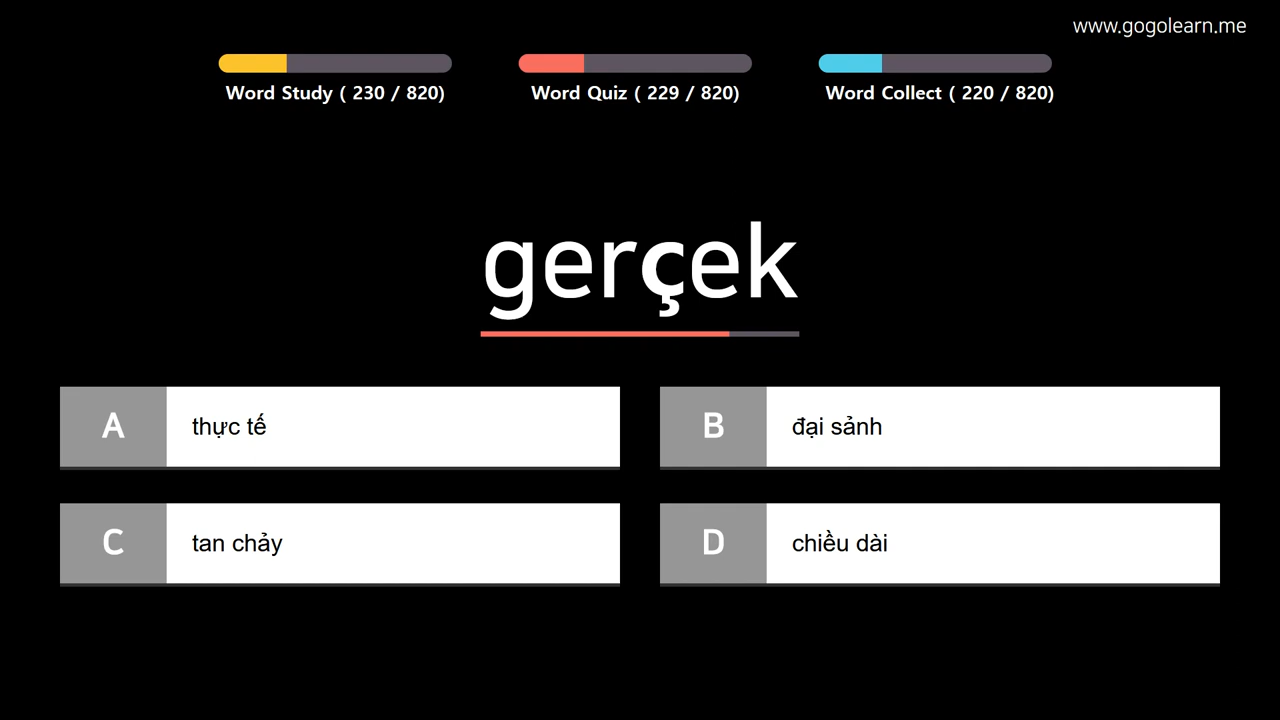 www.gogolearn.me
Word Study ( 230 / 820)
Word Quiz ( 229 / 820)
Word Collect ( 220 / 820)
gerçek
A
thực tế
B
đại sảnh
C
tan chảy
D
chiều dài